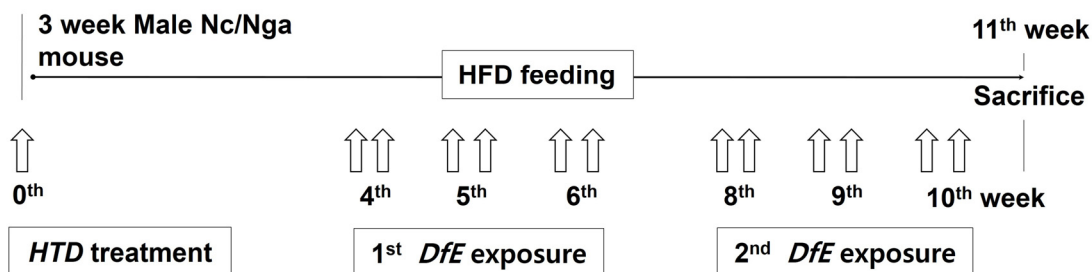 3 week Male Nc/Nga
mouse
11th week
HFD feeding
Sacrifice
0th 4th 5th 6th 8th 9th 10th week
HTD treatment 1st DfE exposure 2nd DfE exposure